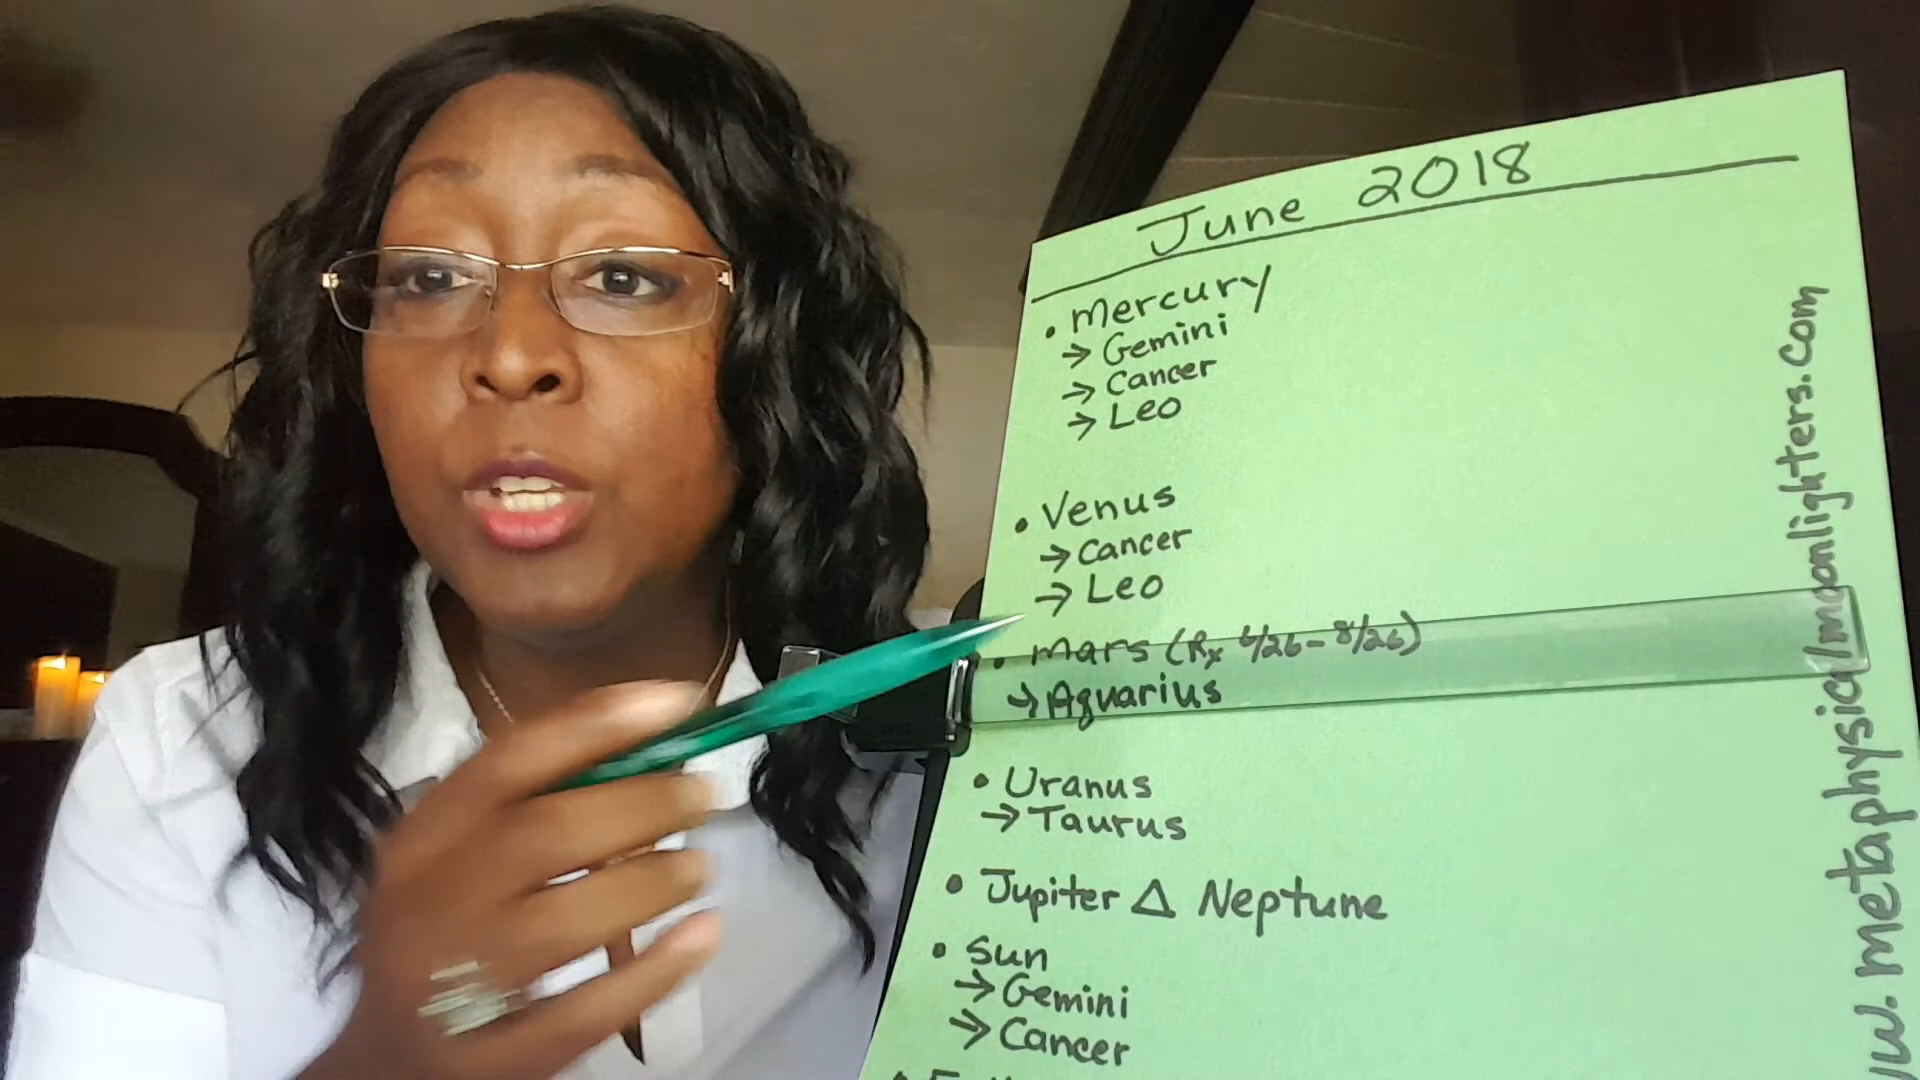 June 2018
• Mercury
→ Gemini
→ Cancer
→ Leo
• Venus
→ Cancer
→ Leo
• Mars (Rx 6/26-8/26)
→ Aquarius
• Uranus
→ Taurus
• Jupiter △ Neptune
• Sun
→ Gemini
→ Cancer
www.metaphysicalmoonlighters.com